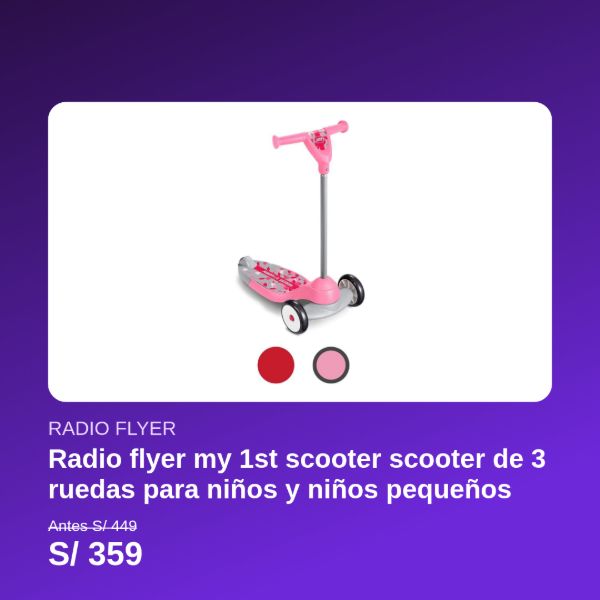 RADIO FLYER
Radio flyer my 1st scooter scooter de 3
ruedas para niños y niños pequeños
Antes S/ 449
S/ 359